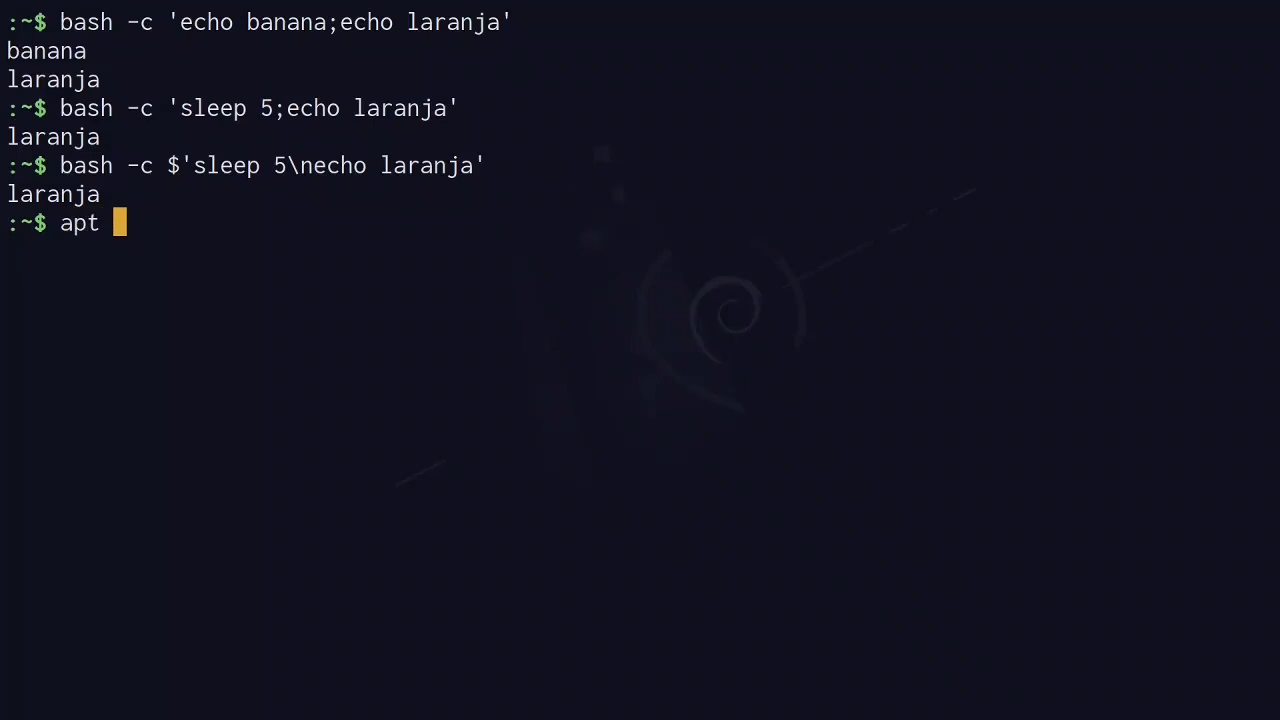 :~$ bash -c 'echo banana;echo laranja'
banana
laranja
:~$ bash -c 'sleep 5;echo laranja'
laranja
:~$ bash -c $'sleep 5\necho laranja'
laranja
:~$ apt